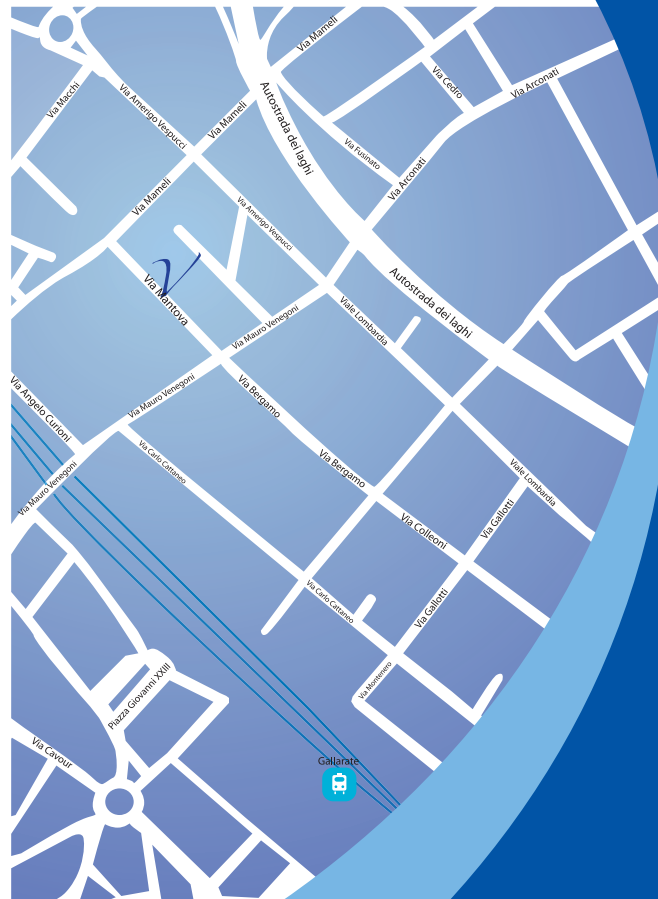 Via Mameli
Via Cedro
Via Arconati
Via Macchi
Via Amerigo Vespucci
Via Mameli
Autostrada dei laghi
Via Fusinato
Via Arconati
Via Mameli
Via Amerigo Vespucci
Via Mantova
Autostrada dei laghi
Viale Lombardia
Via Mauro Venegoni
Via Mauro Venegoni
Via Bergamo
Via Angelo Curioni
Via Carlo Cattaneo
Via Bergamo
Via Mauro Venegoni
Viale Lombardia
Via Gallotti
Via Colleoni
Via Carlo Cattaneo
Via Gallotti
Via Montenero
Piazza Giovanni XXIII
Via Cavour
Gallarate